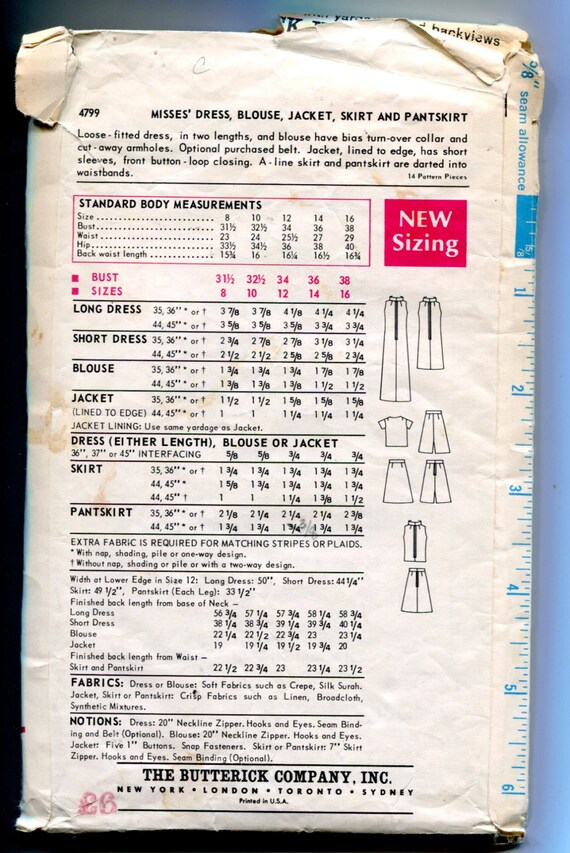 backviews
C
4799 MISSES' DRESS, BLOUSE, JACKET, SKIRT AND PANTSKIRT
Loose-fitted dress, in two lengths, and blouse have bias turn-over collar and
cut-away armholes. Optional purchased belt. Jacket, lined to edge, has short
sleeves, front button-loop closing. A-line skirt and pantskirt are darted into
waistbands. 14 Pattern Pieces
STANDARD BODY MEASUREMENTS
Size 8 10 12 14 16
Bust 31½ 32½ 34 36 38
Waist 23 24 25½ 27 29
Hip 33½ 34½ 36 38 40
Back waist length 15¾ 16 16¼ 16½ 16¾
NEW
Sizing
BUST 31½ 32½ 34 36 38
SIZES 8 10 12 14 16
LONG DRESS 35, 36"* or † 3 7/8 3 7/8 4 1/8 4 1/4 4 1/4
44, 45"* or † 3 5/8 3 5/8 3 5/8 3 3/4 3 3/4
SHORT DRESS 35, 36"* or † 2 3/4 2 7/8 2 7/8 3 1/8 3 1/4
44, 45"* or † 2 1/2 2 1/2 2 5/8 2 5/8 2 3/4
BLOUSE 35, 36"* or † 1 3/4 1 3/4 1 3/4 1 7/8 1 7/8
44, 45"* or † 1 3/8 1 3/8 1 3/8 1 1/2 1 1/2
JACKET 35, 36"* or † 1 1/2 1 1/2 1 5/8 1 5/8 1 5/8
(LINED TO EDGE) 44, 45"* or † 1 1 1 1/4 1 1/4 1 1/4
JACKET LINING: Use same yardage as Jacket.
DRESS (EITHER LENGTH), BLOUSE OR JACKET
36", 37" or 45" INTERFACING 5/8 5/8 3/4 3/4 3/4
SKIRT 35, 36"* or † 1 3/4 1 3/4 1 3/4 1 3/4 1 3/4
44, 45"* 1 5/8 1 3/4 1 3/4 1 3/4 1 3/4
44, 45"† 1 1 1 1/4 1 3/8 1 1/2
PANTSKIRT 35, 36"* or † 2 1/8 2 1/4 2 1/4 2 1/4 2 3/8
44, 45"* or † 1 3/4 1 3/4 1 3/4 1 3/4 1 3/4
EXTRA FABRIC IS REQUIRED FOR MATCHING STRIPES OR PLAIDS.
* With nap, shading, pile or one-way design.
† Without nap, shading or pile or with a two-way design.
Width at Lower Edge in Size 12: Long Dress: 50", Short Dress: 44¼"
Skirt: 49 1/2", Pantskirt (Each Leg): 33 1/2"
Finished back length from base of Neck –
Long Dress 56 3/4 57 1/4 57 3/4 58 1/4 58 3/4
Short Dress 38 1/4 38 3/4 39 1/4 39 3/4 40 1/4
Blouse 22 1/4 22 1/2 22 3/4 23 23 1/4
Jacket 19 19 1/4 19 1/2 19 3/4 20
Finished back length from Waist –
Skirt and Pantskirt 22 1/2 22 3/4 23 23 1/4 23 1/2
FABRICS: Dress or Blouse: Soft Fabrics such as Crepe, Silk Surah.
Jacket, Skirt or Pantskirt: Crisp Fabrics such as Linen, Broadcloth,
Synthetic Mixtures.
NOTIONS: Dress: 20" Neckline Zipper. Hooks and Eyes. Seam Bind-
ing and Belt (Optional). Blouse: 20" Neckline Zipper. Hooks and Eyes.
Jacket: Five 1" Buttons. Snap Fasteners. Skirt or Pantskirt: 7" Skirt
Zipper. Hooks and Eyes. Seam Binding (Optional).
THE BUTTERICK COMPANY, INC.
NEW YORK • LONDON • TORONTO • SYDNEY
Printed in U.S.A.
£6
5/8" seam allowance
5/8
1
2
3
4
5
6